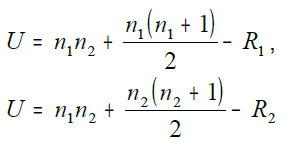 U = n₁n₂ + n₁(n₁ + 1)/2 − R₁,
U = n₁n₂ + n₂(n₂ + 1)/2 − R₂